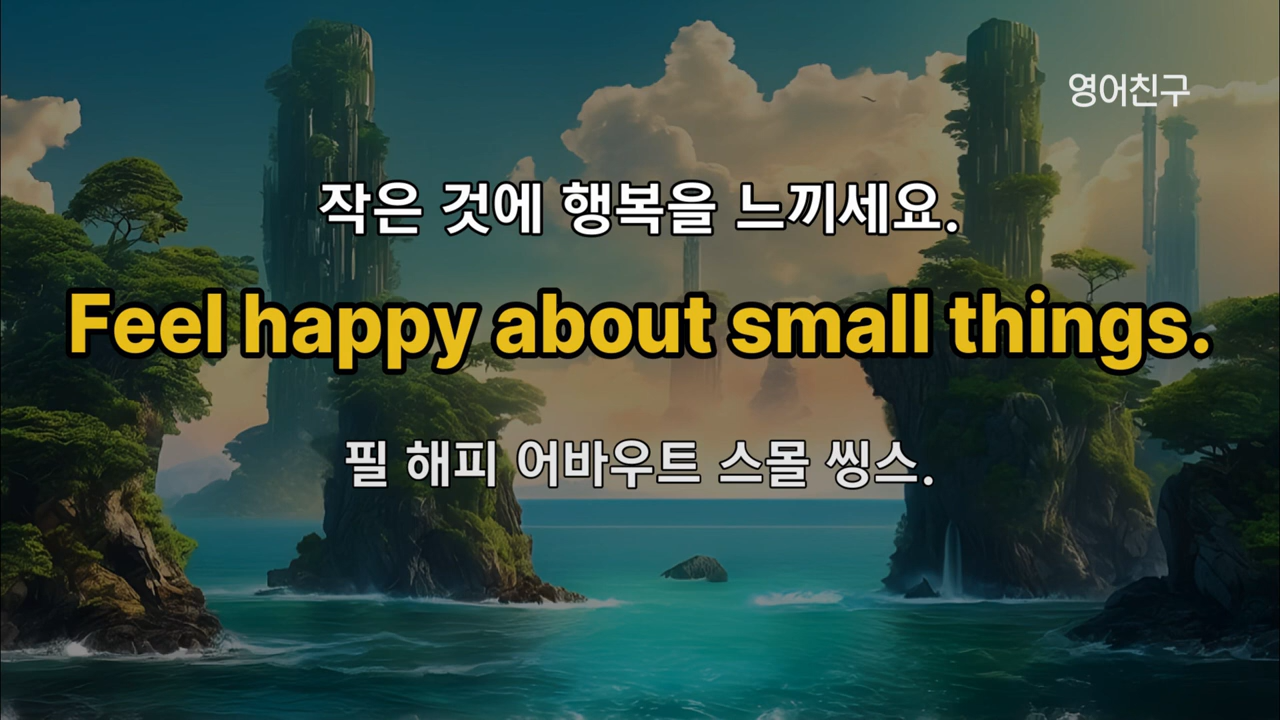 영어친구
작은 것에 행복을 느끼세요.
Feel happy about small things.
필 해피 어바우트 스몰 씽스.